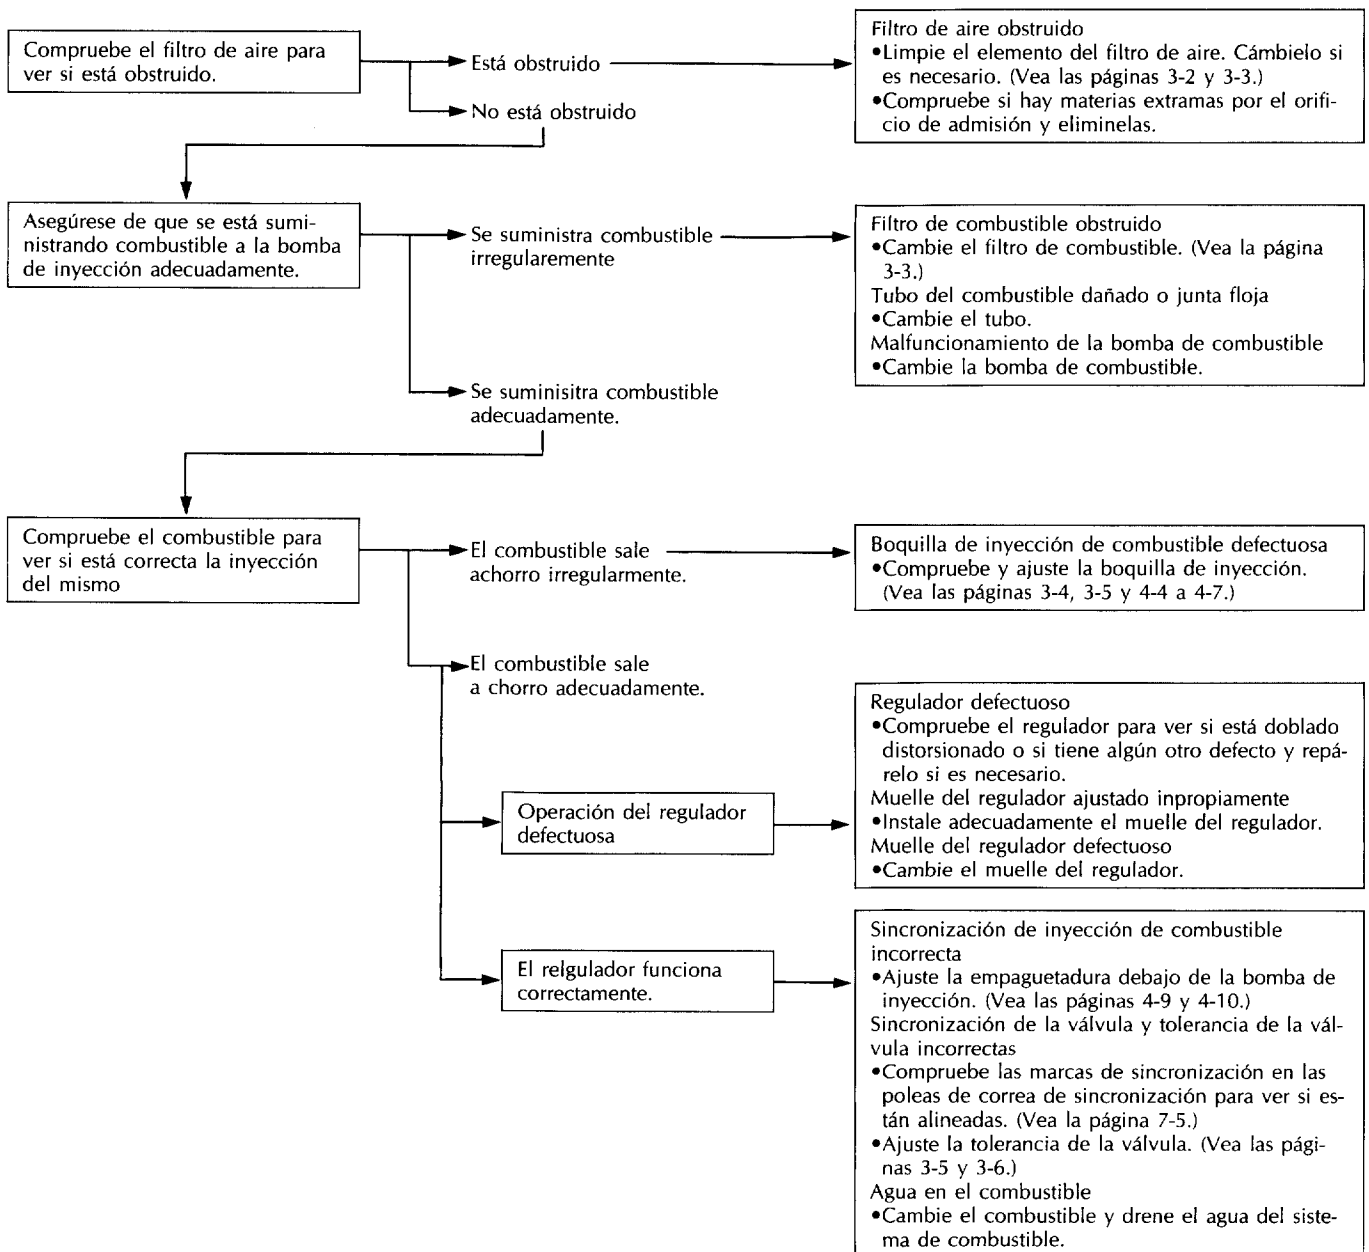 Compruebe el filtro de aire para
ver si está obstruido.
Está obstruido
No está obstruido
Filtro de aire obstruido
•Limpie el elemento del filtro de aire. Cámbielo si
es necesario. (Vea las páginas 3-2 y 3-3.)
•Compruebe si hay materias extramas por el orifi-
cio de admisión y eliminelas.
Asegúrese de que se está sumi-
nistrando combustible a la bomba
de inyección adecuadamente.
Se suministra combustible
irregularemente
Filtro de combustible obstruido
•Cambie el filtro de combustible. (Vea la página
3-3.)
Tubo del combustible dañado o junta floja
•Cambie el tubo.
Malfuncionamiento de la bomba de combustible
•Cambie la bomba de combustible.
Se suminisitra combustible
adecuadamente.
Compruebe el combustible para
ver si está correcta la inyección
del mismo
El combustible sale
achorro irregularmente.
Boquilla de inyección de combustible defectuosa
•Compruebe y ajuste la boquilla de inyección.
(Vea las páginas 3-4, 3-5 y 4-4 a 4-7.)
El combustible sale
a chorro adecuadamente.
Operación del regulador
defectuosa
Regulador defectuoso
•Compruebe el regulador para ver si está doblado
distorsionado o si tiene algún otro defecto y repá-
relo si es necesario.
Muelle del regulador ajustado inpropiamente
•Instale adecuadamente el muelle del regulador.
Muelle del regulador defectuoso
•Cambie el muelle del regulador.
El relgulador funciona
correctamente.
Sincronización de inyección de combustible
incorrecta
•Ajuste la empaguetadura debajo de la bomba de
inyección. (Vea las páginas 4-9 y 4-10.)
Sincronización de la válvula y tolerancia de la vál-
vula incorrectas
•Compruebe las marcas de sincronización en las
poleas de correa de sincronización para ver si es-
tán alineadas. (Vea la página 7-5.)
•Ajuste la tolerancia de la válvula. (Vea las pági-
nas 3-5 y 3-6.)
Agua en el combustible
•Cambie el combustible y drene el agua del siste-
ma de combustible.